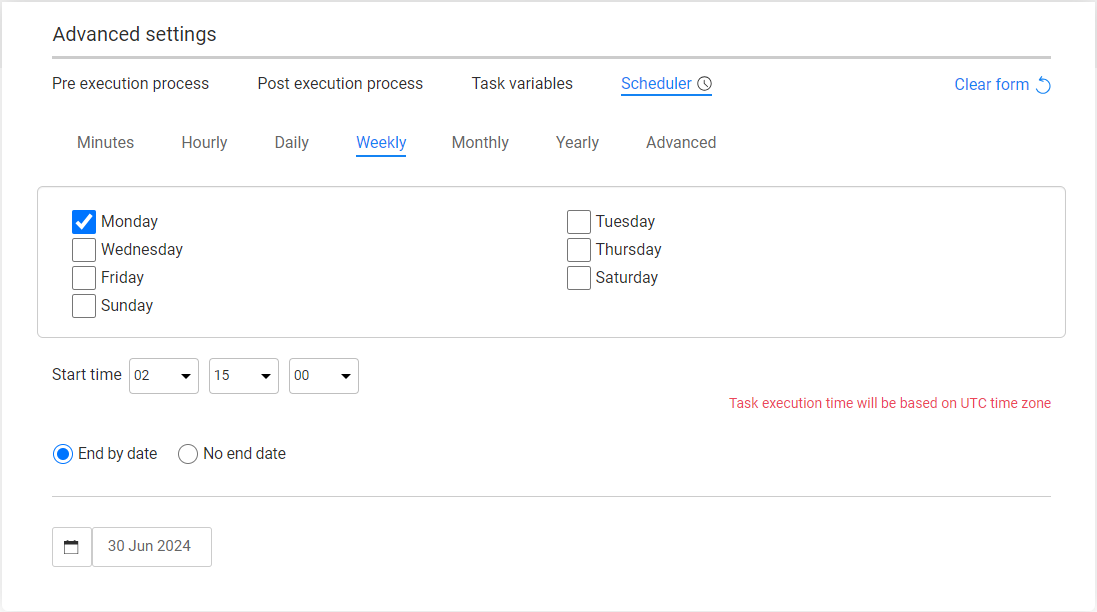 Advanced settings
Pre execution process Post execution process Task variables Scheduler Clear form
Minutes Hourly Daily Weekly Monthly Yearly Advanced
Monday Tuesday
Wednesday Thursday
Friday Saturday
Sunday
Start time 02 15 00
Task execution time will be based on UTC time zone
End by date No end date
30 Jun 2024